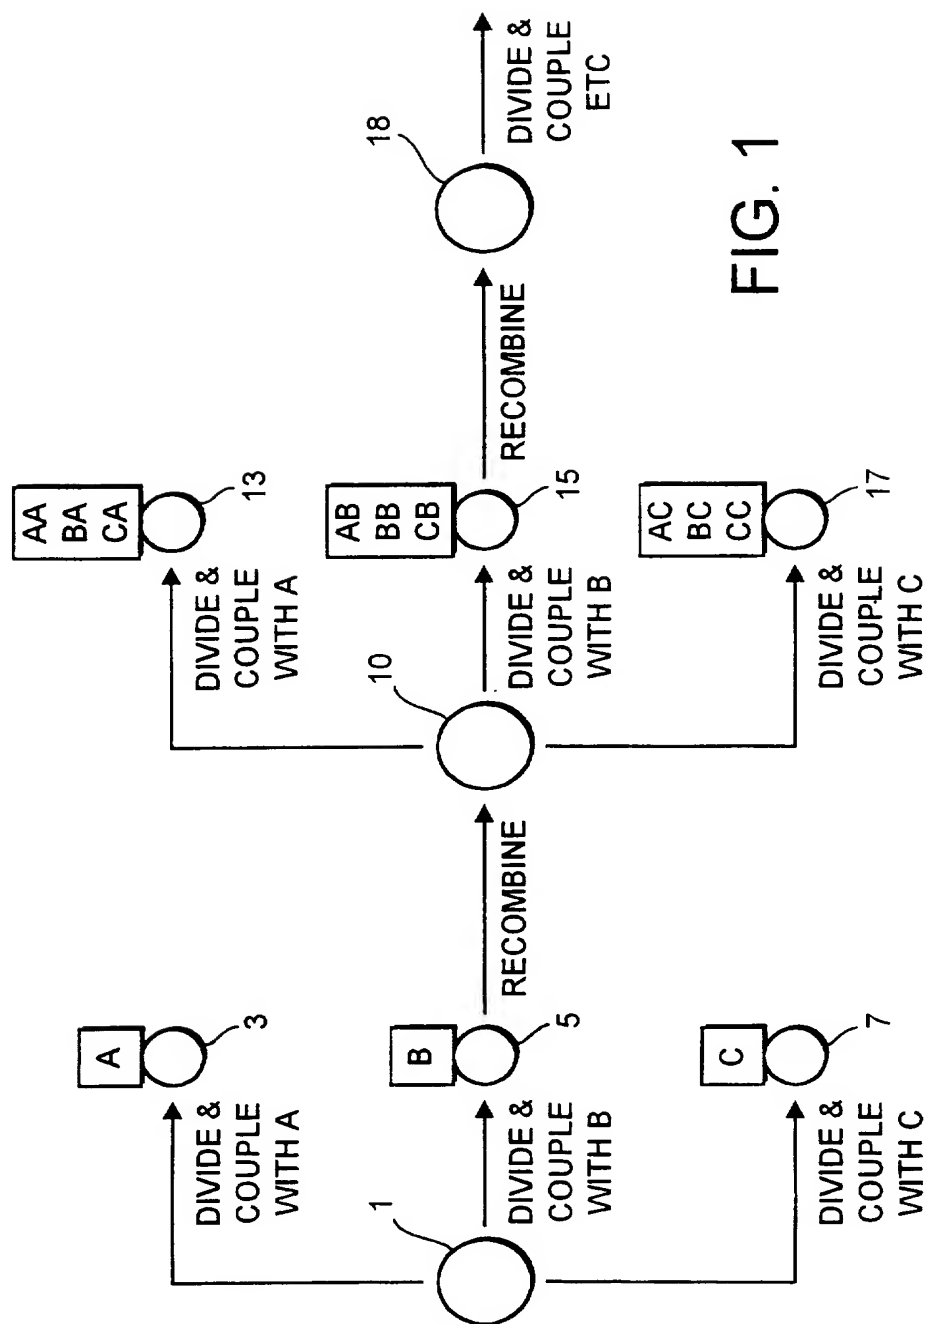 1
DIVIDE &
COUPLE
WITH A
A
3
DIVIDE &
COUPLE
WITH B
B
5
DIVIDE &
COUPLE
WITH C
C
7
RECOMBINE
10
DIVIDE &
COUPLE
WITH A
AA
BA
CA
13
DIVIDE &
COUPLE
WITH B
AB
BB
CB
15
DIVIDE &
COUPLE
WITH C
AC
BC
CC
17
RECOMBINE
18
DIVIDE &
COUPLE
ETC
FIG. 1